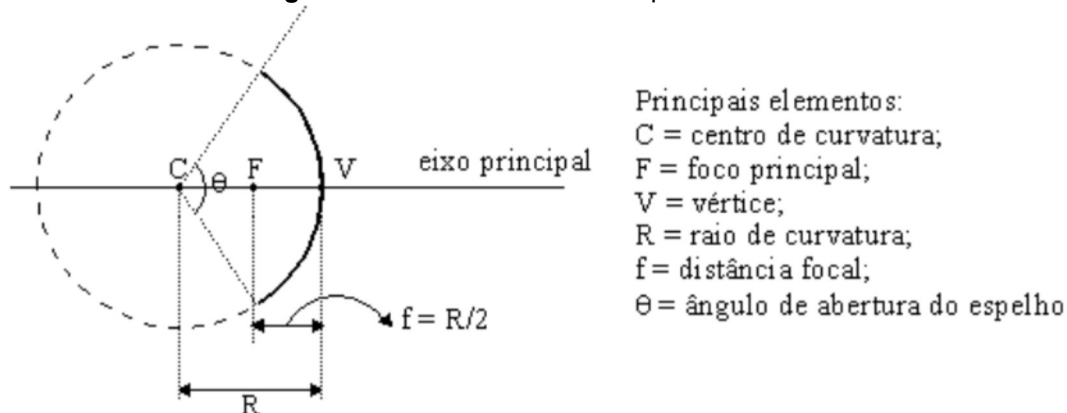 C
θ
F
V
eixo principal
f = R/2
R
Principais elementos:
C = centro de curvatura;
F = foco principal;
V = vértice;
R = raio de curvatura;
f = distância focal;
θ = ângulo de abertura do espelho